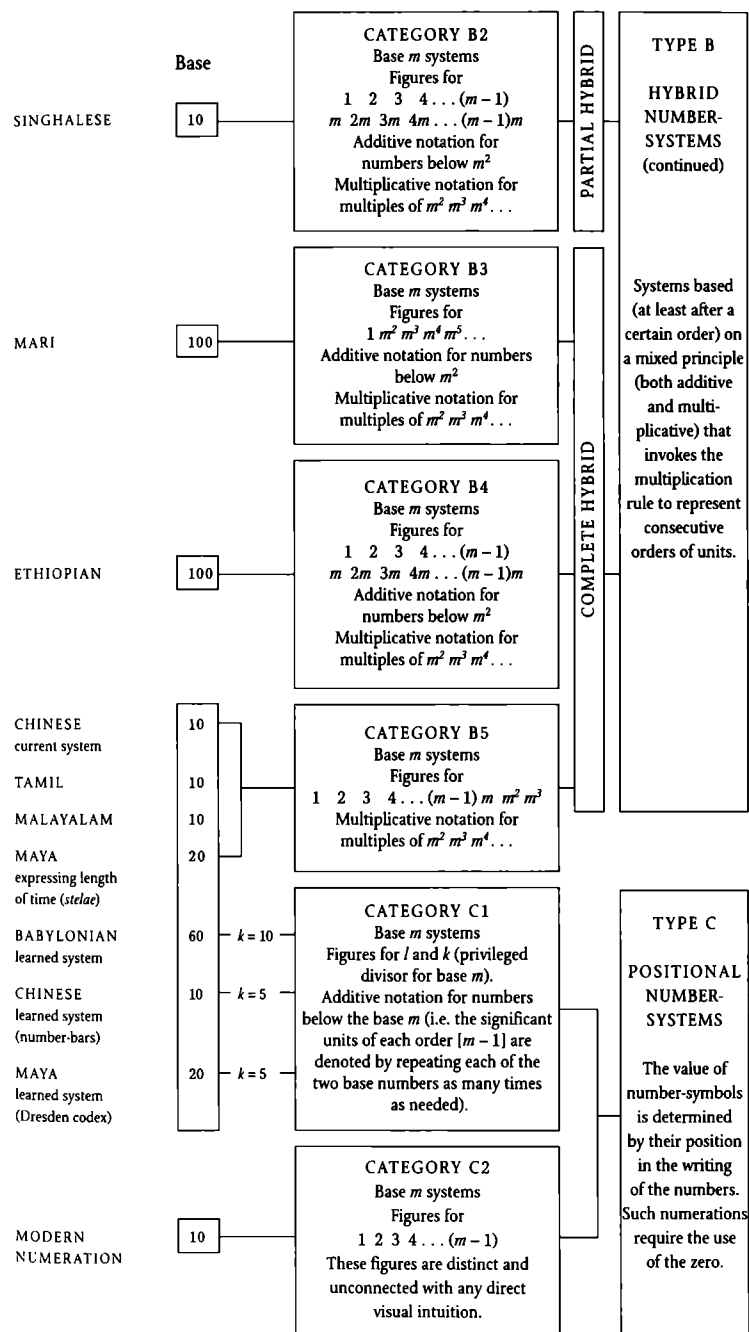 Base
SINGHALESE
10
CATEGORY B2
Base m systems
Figures for
1 2 3 4 . . . (m – 1)
m 2m 3m 4m . . . (m – 1)m
Additive notation for
numbers below m²
Multiplicative notation for
multiples of m² m³ m⁴ . . .
PARTIAL HYBRID
TYPE B
HYBRID
NUMBER-
SYSTEMS
(continued)
MARI
100
CATEGORY B3
Base m systems
Figures for
1 m² m³ m⁴ m⁵ . . .
Additive notation for numbers
below m²
Multiplicative notation for
multiples of m² m³ m⁴ . . .
ETHIOPIAN
100
CATEGORY B4
Base m systems
Figures for
1 2 3 4 . . . (m – 1)
m 2m 3m 4m . . . (m – 1)m
Additive notation for
numbers below m²
Multiplicative notation for
multiples of m² m³ m⁴ . . .
COMPLETE HYBRID
Systems based
(at least after a
certain order) on
a mixed principle
(both additive
and multi-
plicative) that
invokes the
multiplication
rule to represent
consecutive
orders of units.
CHINESE
current system
10
TAMIL
10
MALAYALAM
10
MAYA
expressing length
of time (stelae)
20
CATEGORY B5
Base m systems
Figures for
1 2 3 4 . . . (m – 1) m m² m³
Multiplicative notation for
multiples of m² m³ m⁴ . . .
BABYLONIAN
learned system
60
k = 10
CHINESE
learned system
(number-bars)
10
k = 5
MAYA
learned system
(Dresden codex)
20
k = 5
CATEGORY C1
Base m systems
Figures for l and k (privileged
divisor for base m).
Additive notation for numbers
below the base m (i.e. the significant
units of each order [m – 1] are
denoted by repeating each of the
two base numbers as many times
as needed).
TYPE C
POSITIONAL
NUMBER-
SYSTEMS
The value of
number-symbols
is determined
by their position
in the writing
of the numbers.
Such numerations
require the use
of the zero.
MODERN
NUMERATION
10
CATEGORY C2
Base m systems
Figures for
1 2 3 4 . . . (m – 1)
These figures are distinct and
unconnected with any direct
visual intuition.